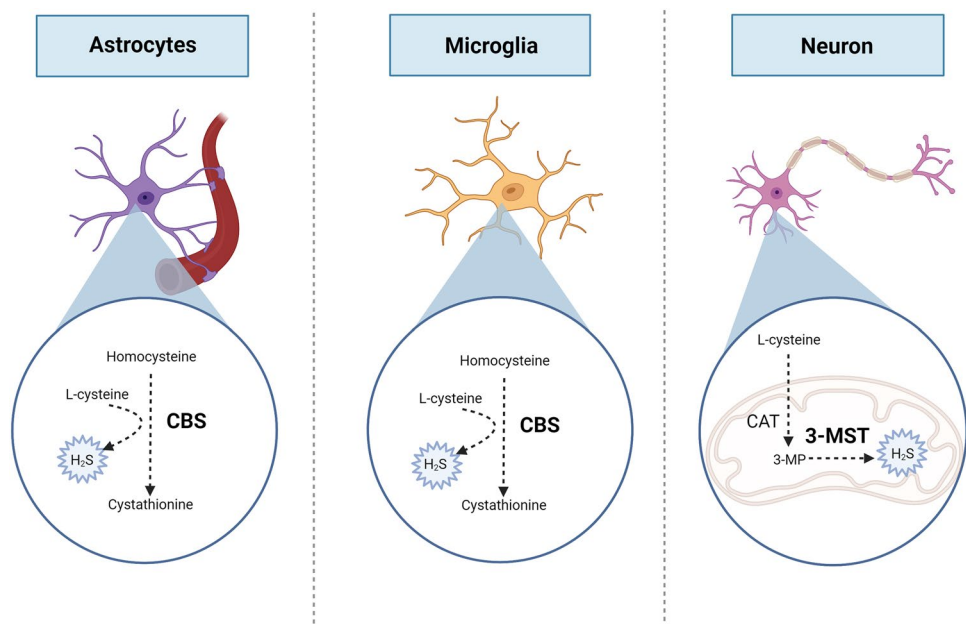 Astrocytes
Homocysteine
L-cysteine
CBS
H₂S
Cystathionine
Microglia
Homocysteine
L-cysteine
CBS
H₂S
Cystathionine
Neuron
L-cysteine
CAT
3-MST
3-MP
H₂S